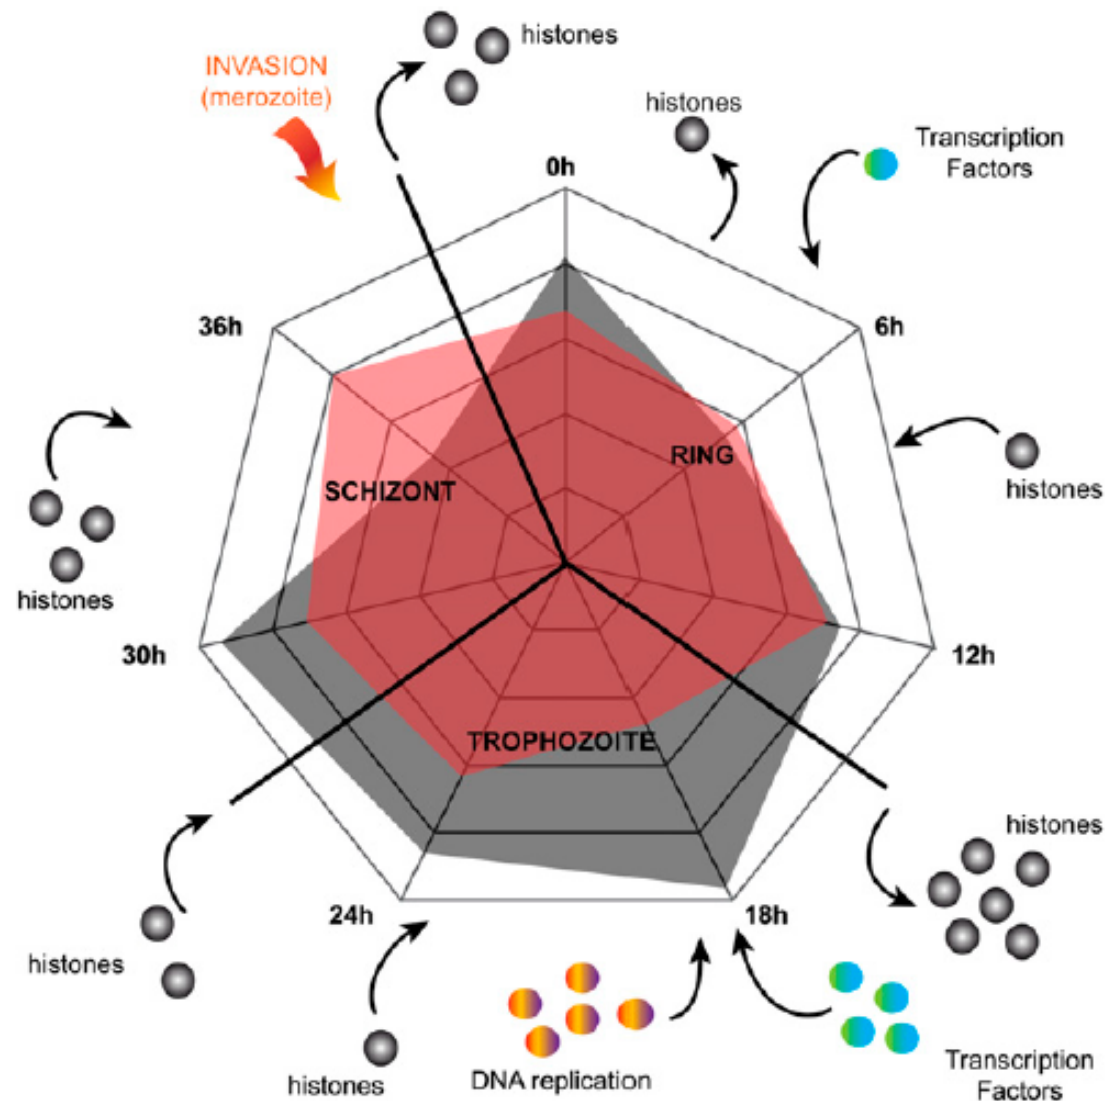 histones
INVASION
(merozoite)
histones
Transcription
Factors
0h
36h
6h
RING
SCHIZONT
histones
histones
30h
12h
TROPHOZOITE
histones
24h
18h
histones
histones
DNA replication
Transcription
Factors